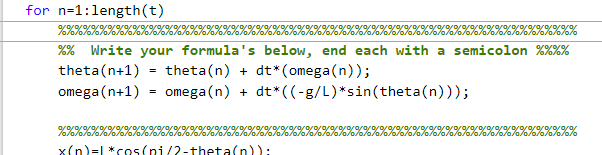 for n=1:length(t)
%%%%%%%%%%%%%%%%%%%%%%%%%%%%%%%%%%%%%%%%%%%%%%%%%%%%%%%%%%%%%%%%%%%%
%%  Write your formula's below, end each with a semicolon %%%%
theta(n+1) = theta(n) + dt*(omega(n));
omega(n+1) = omega(n) + dt*((-g/L)*sin(theta(n)));
%%%%%%%%%%%%%%%%%%%%%%%%%%%%%%%%%%%%%%%%%%%%%%%%%%%%%%%%%%%%%%%%%%%%
x(n)=L*cos(pi/2-theta(n));